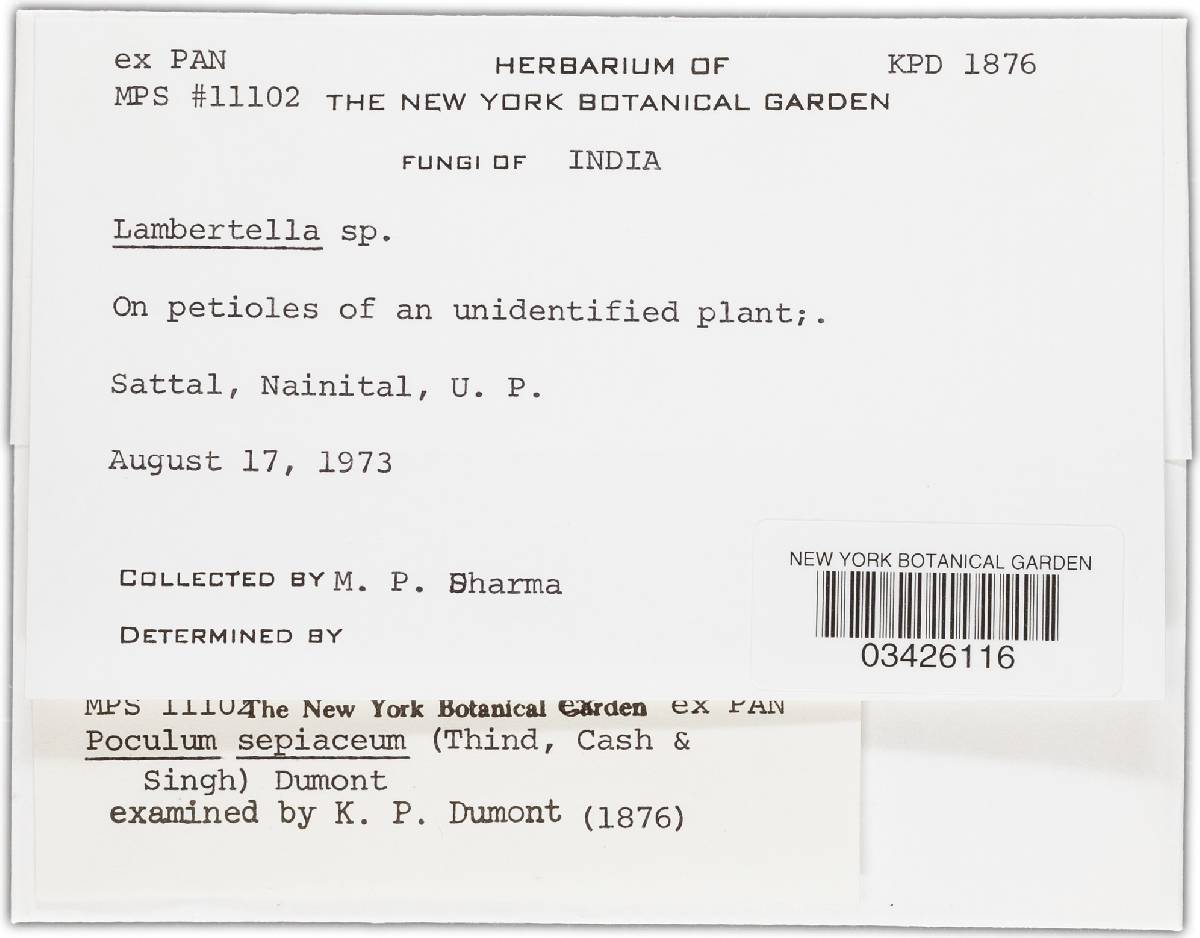 ex PAN
HERBARIUM OF
KPD 1876
MPS #11102 THE NEW YORK BOTANICAL GARDEN
FUNGI OF INDIA
Lambertella sp.
On petioles of an unidentified plant;.
Sattal, Nainital, U. P.
August 17, 1973
COLLECTED BY M. P. Sharma
DETERMINED BY
NEW YORK BOTANICAL GARDEN
03426116
MPS 11102 The New York Botanical Garden ex PAN
Poculum sepiaceum (Thind, Cash &
Singh) Dumont
examined by K. P. Dumont (1876)